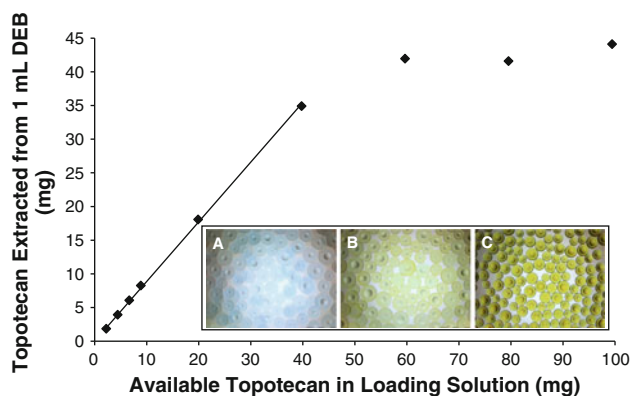 Topotecan Extracted from 1 mL DEB
(mg)
45
40
35
30
25
20
15
10
5
0
A
B
C
0 10 20 30 40 50 60 70 80 90 100
Available Topotecan in Loading Solution (mg)